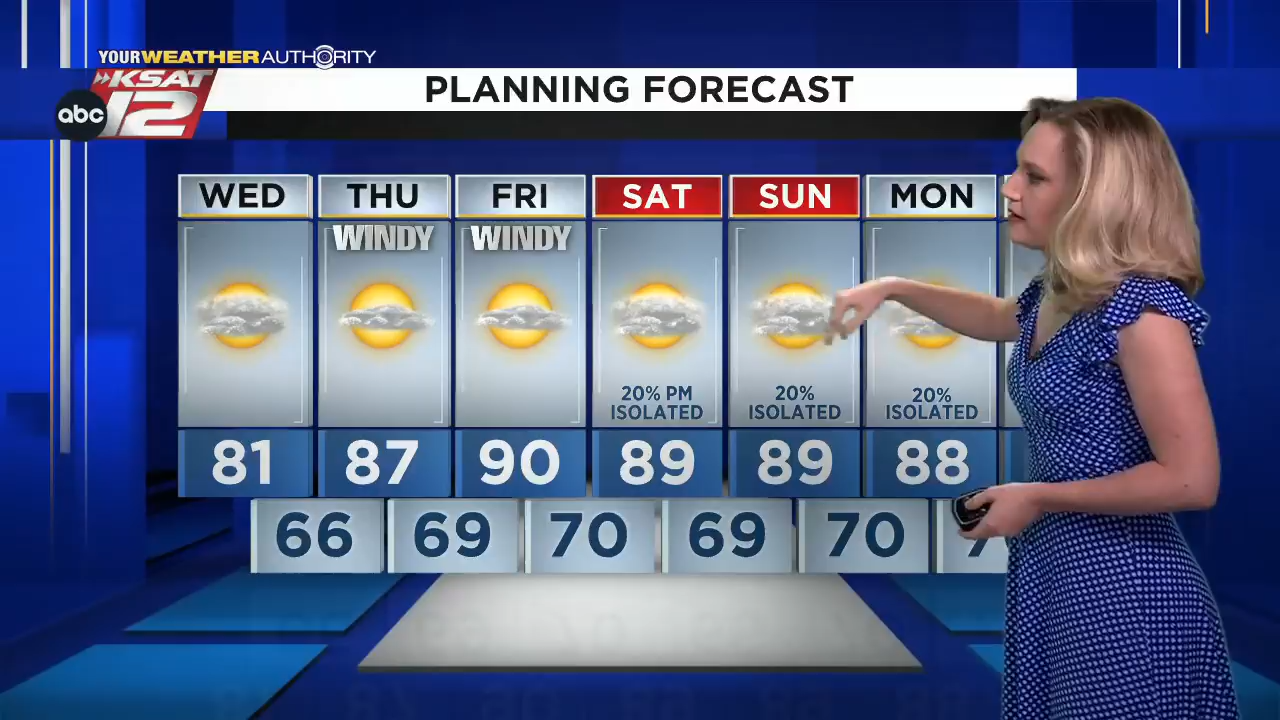 YOURWEATHERAUTHORITY
KSAT
abc 12
PLANNING FORECAST
WED THU FRI SAT SUN MON
WINDY WINDY
20% PM ISOLATED
20% ISOLATED
20% ISOLATED
81 87 90 89 89 88
66 69 70 69 70